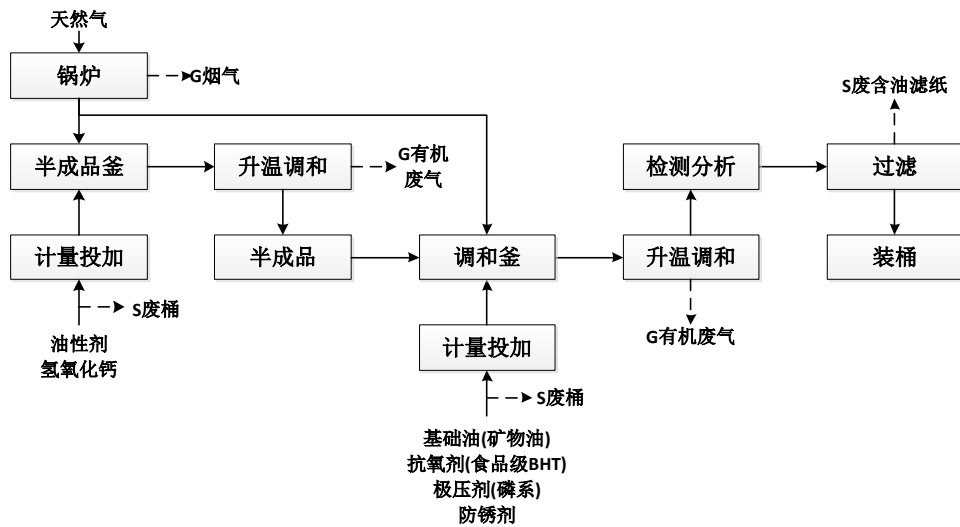 天然气
锅炉
G烟气
S废含油滤纸
半成品釜
升温调和
G有机
废气
检测分析
过滤
计量投加
半成品
调和釜
升温调和
装桶
S废桶
油性剂
氢氧化钙
G有机废气
计量投加
S废桶
基础油(矿物油)
抗氧剂(食品级BHT)
极压剂(磷系)
防锈剂